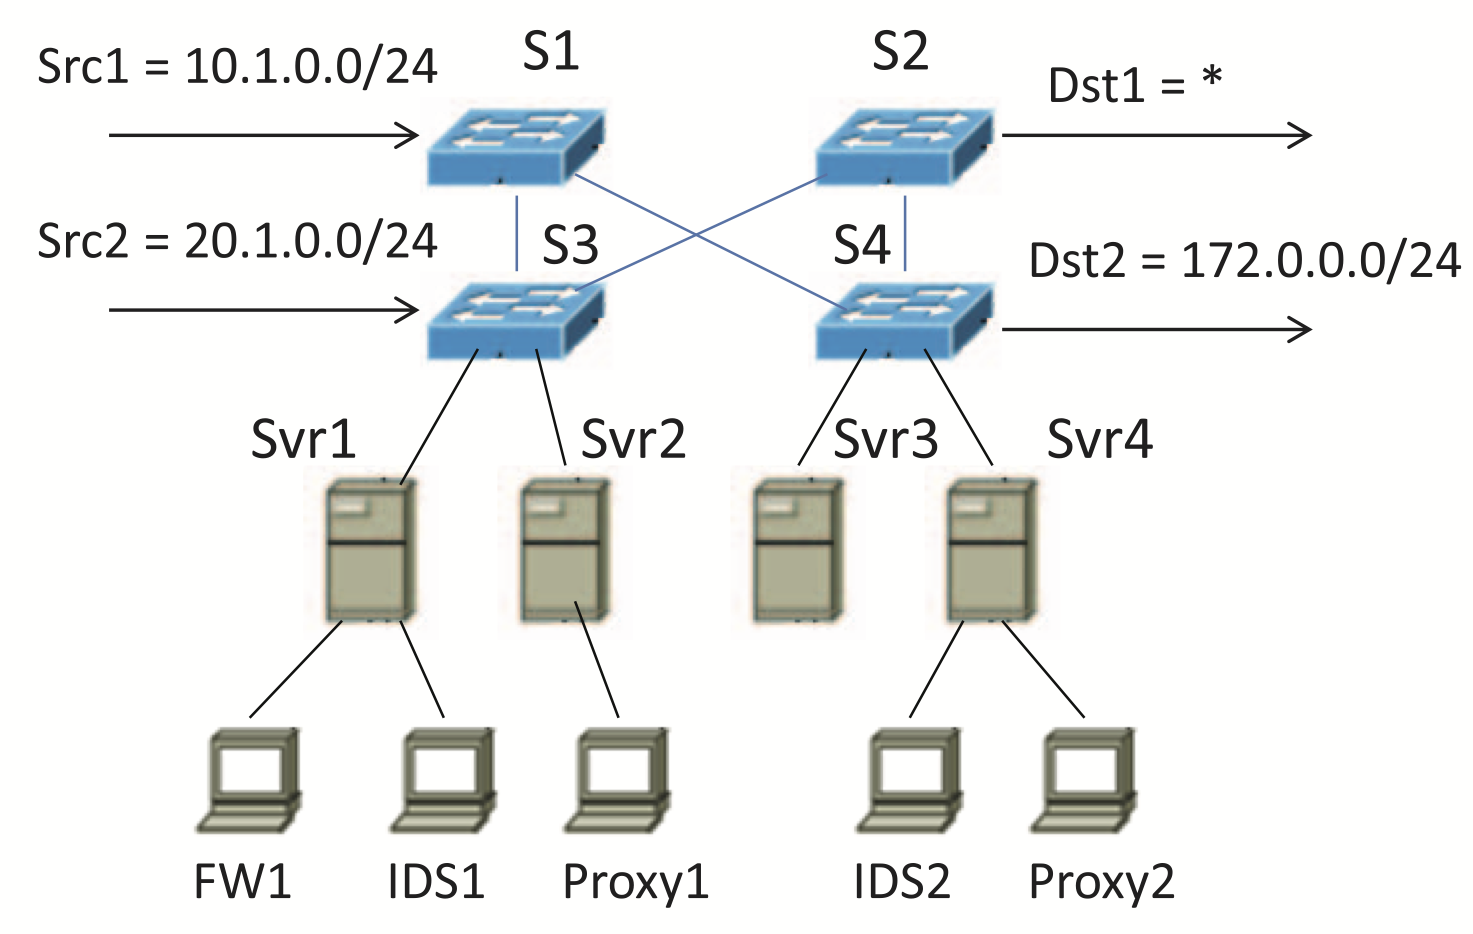 Src1 = 10.1.0.0/24
S1
S2
Dst1 = *
Src2 = 20.1.0.0/24
S3
S4
Dst2 = 172.0.0.0/24
Svr1
Svr2
Svr3
Svr4
FW1
IDS1
Proxy1
IDS2
Proxy2